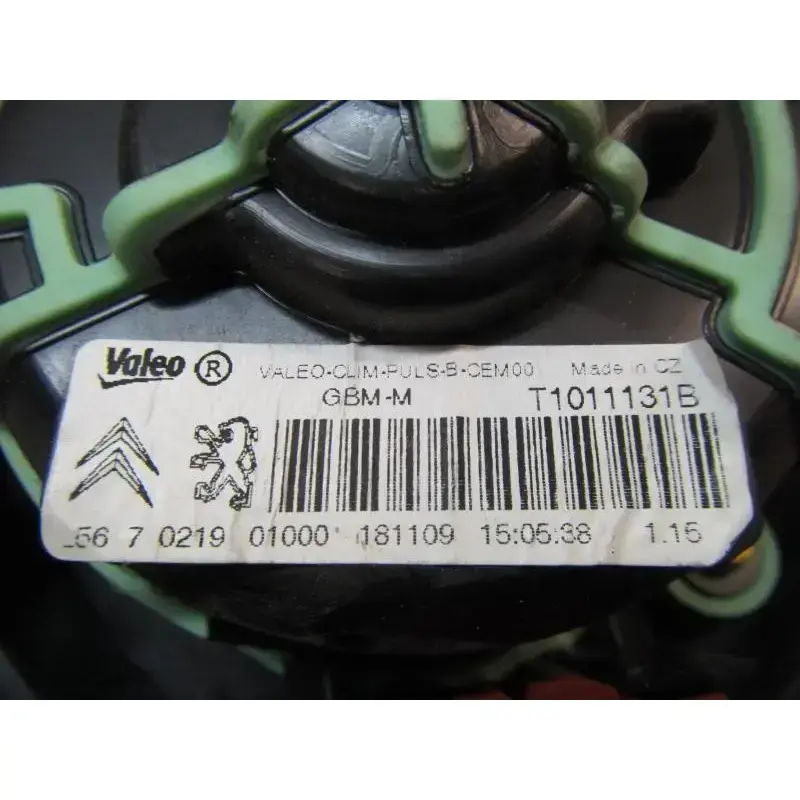 Valeo ® VALEO-CLIM-PULS-B-CEM00 Made in CZ
GBM-M T1011131B
56 7 0219 01000 181109 15:05:38 1.15